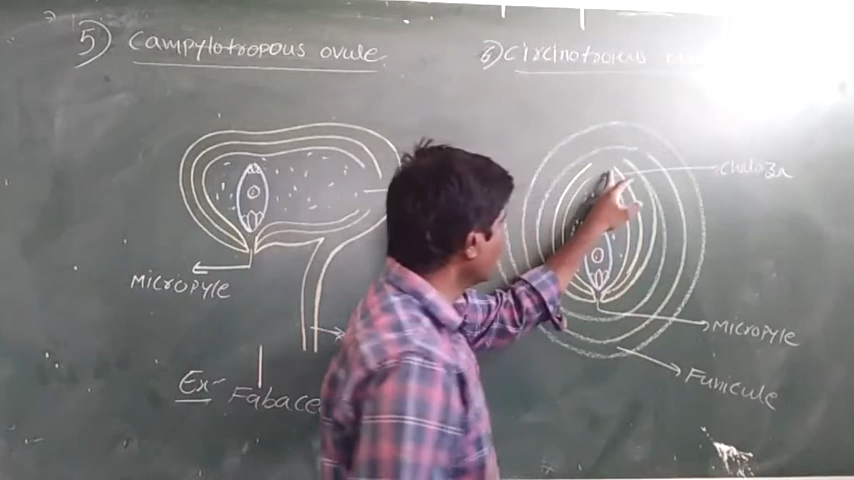 5) Campylotropous ovule
6) Circinotropous
Chalaza
Micropyle
Micropyle
Funicule
Ex-
Fabace